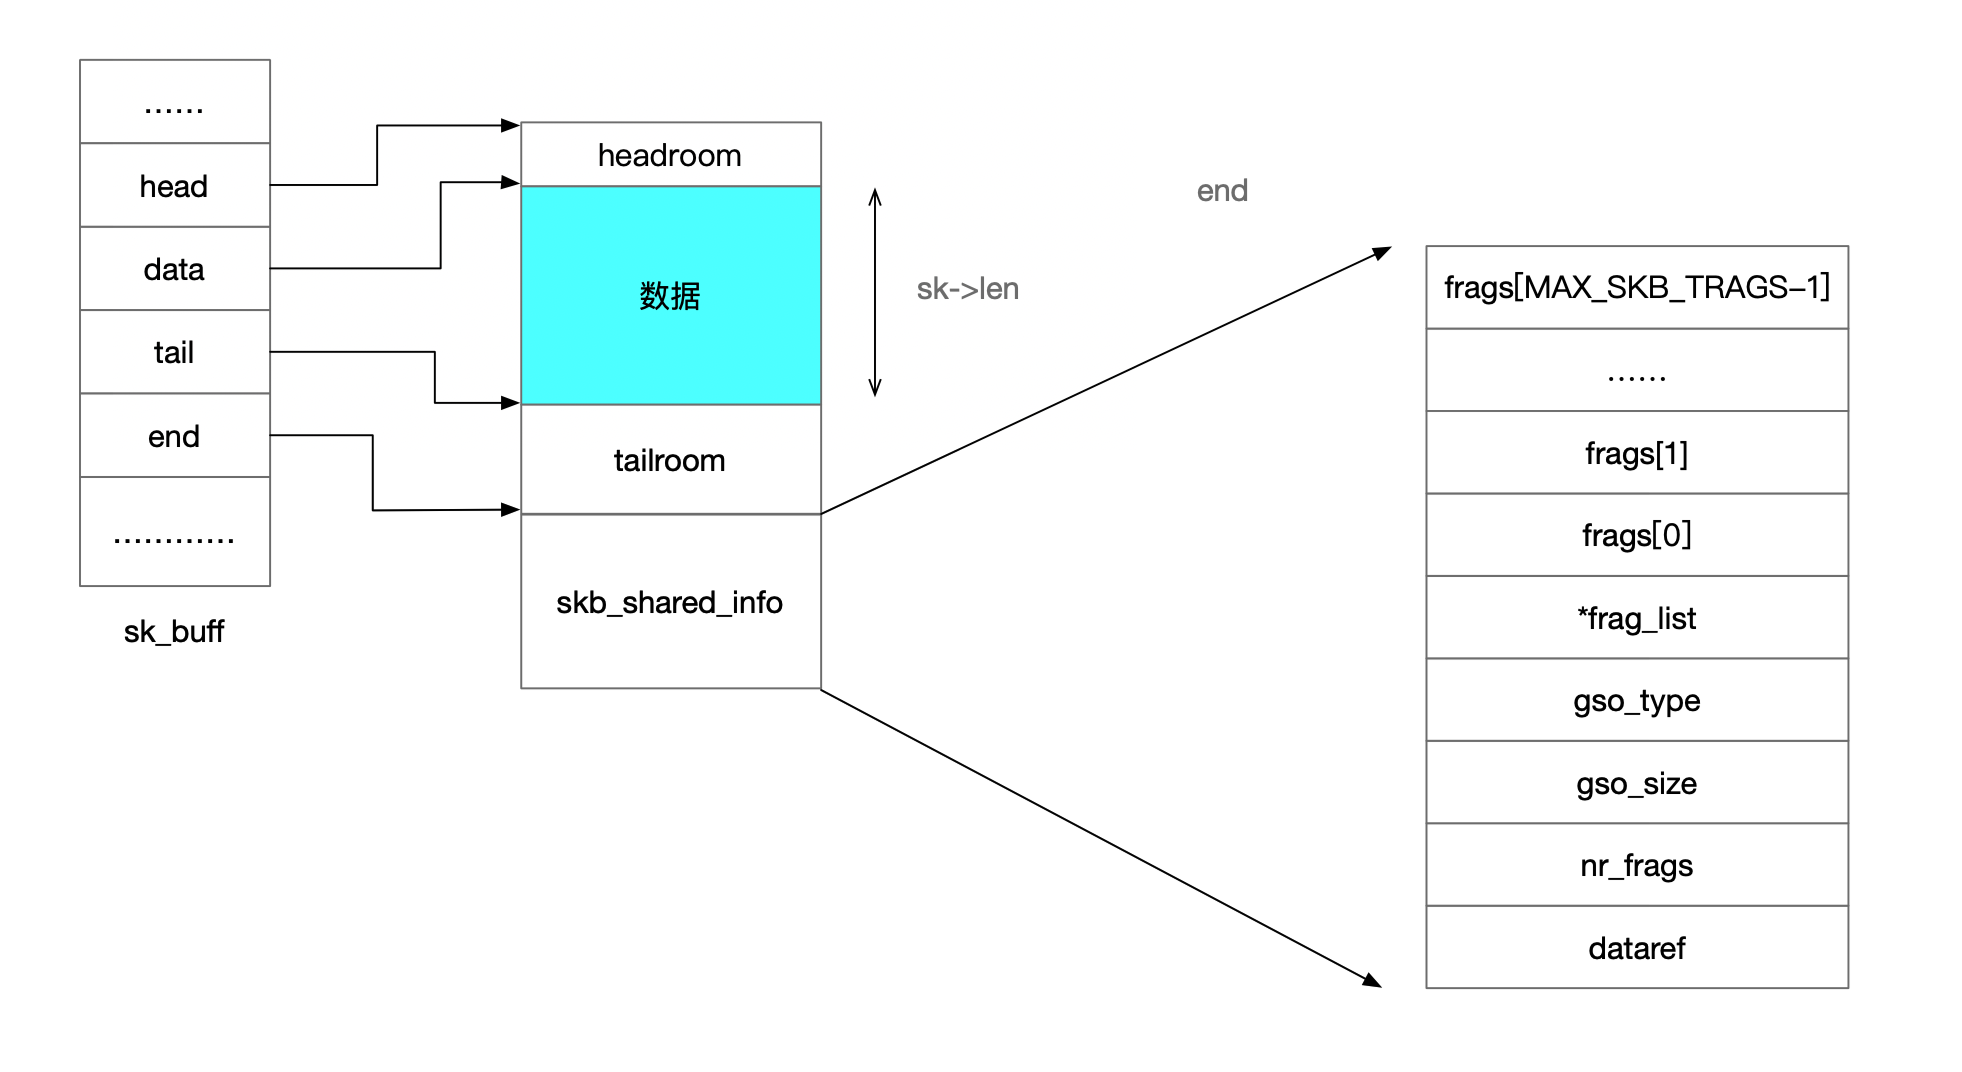 ......
head
data
tail
end
............
sk_buff
headroom
数据
tailroom
skb_shared_info
sk->len
end
frags[MAX_SKB_TRAGS-1]
......
frags[1]
frags[0]
*frag_list
gso_type
gso_size
nr_frags
dataref